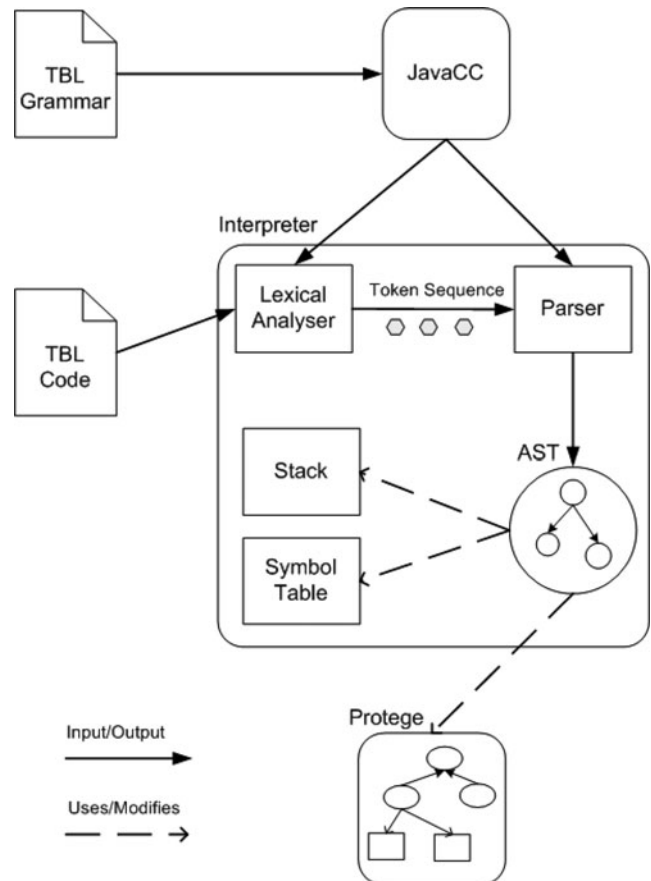 TBL
Grammar
JavaCC
Interpreter
Lexical
Analyser
Token Sequence
Parser
TBL
Code
AST
Stack
Symbol
Table
Protege
Input/Output
Uses/Modifies